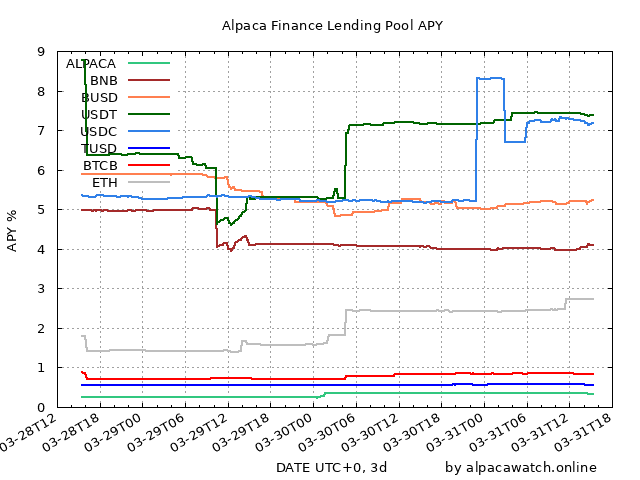 Alpaca Finance Lending Pool APY
9
8
7
6
5
4
3
2
1
0
APY %
ALPACA
BNB
BUSD
USDT
USDC
TUSD
BTCB
ETH
03-28T12
03-28T18
03-29T00
03-29T06
03-29T12
03-29T18
03-30T00
03-30T06
03-30T12
03-30T18
03-31T00
03-31T06
03-31T12
03-31T18
DATE UTC+0, 3d
by alpacawatch.online